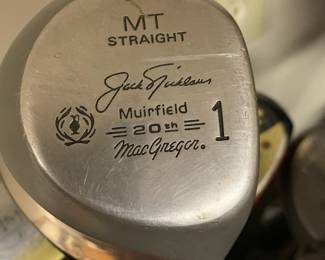 MT
STRAIGHT
Jack Nicklaus
Muirfield
20th
MacGregor.
1